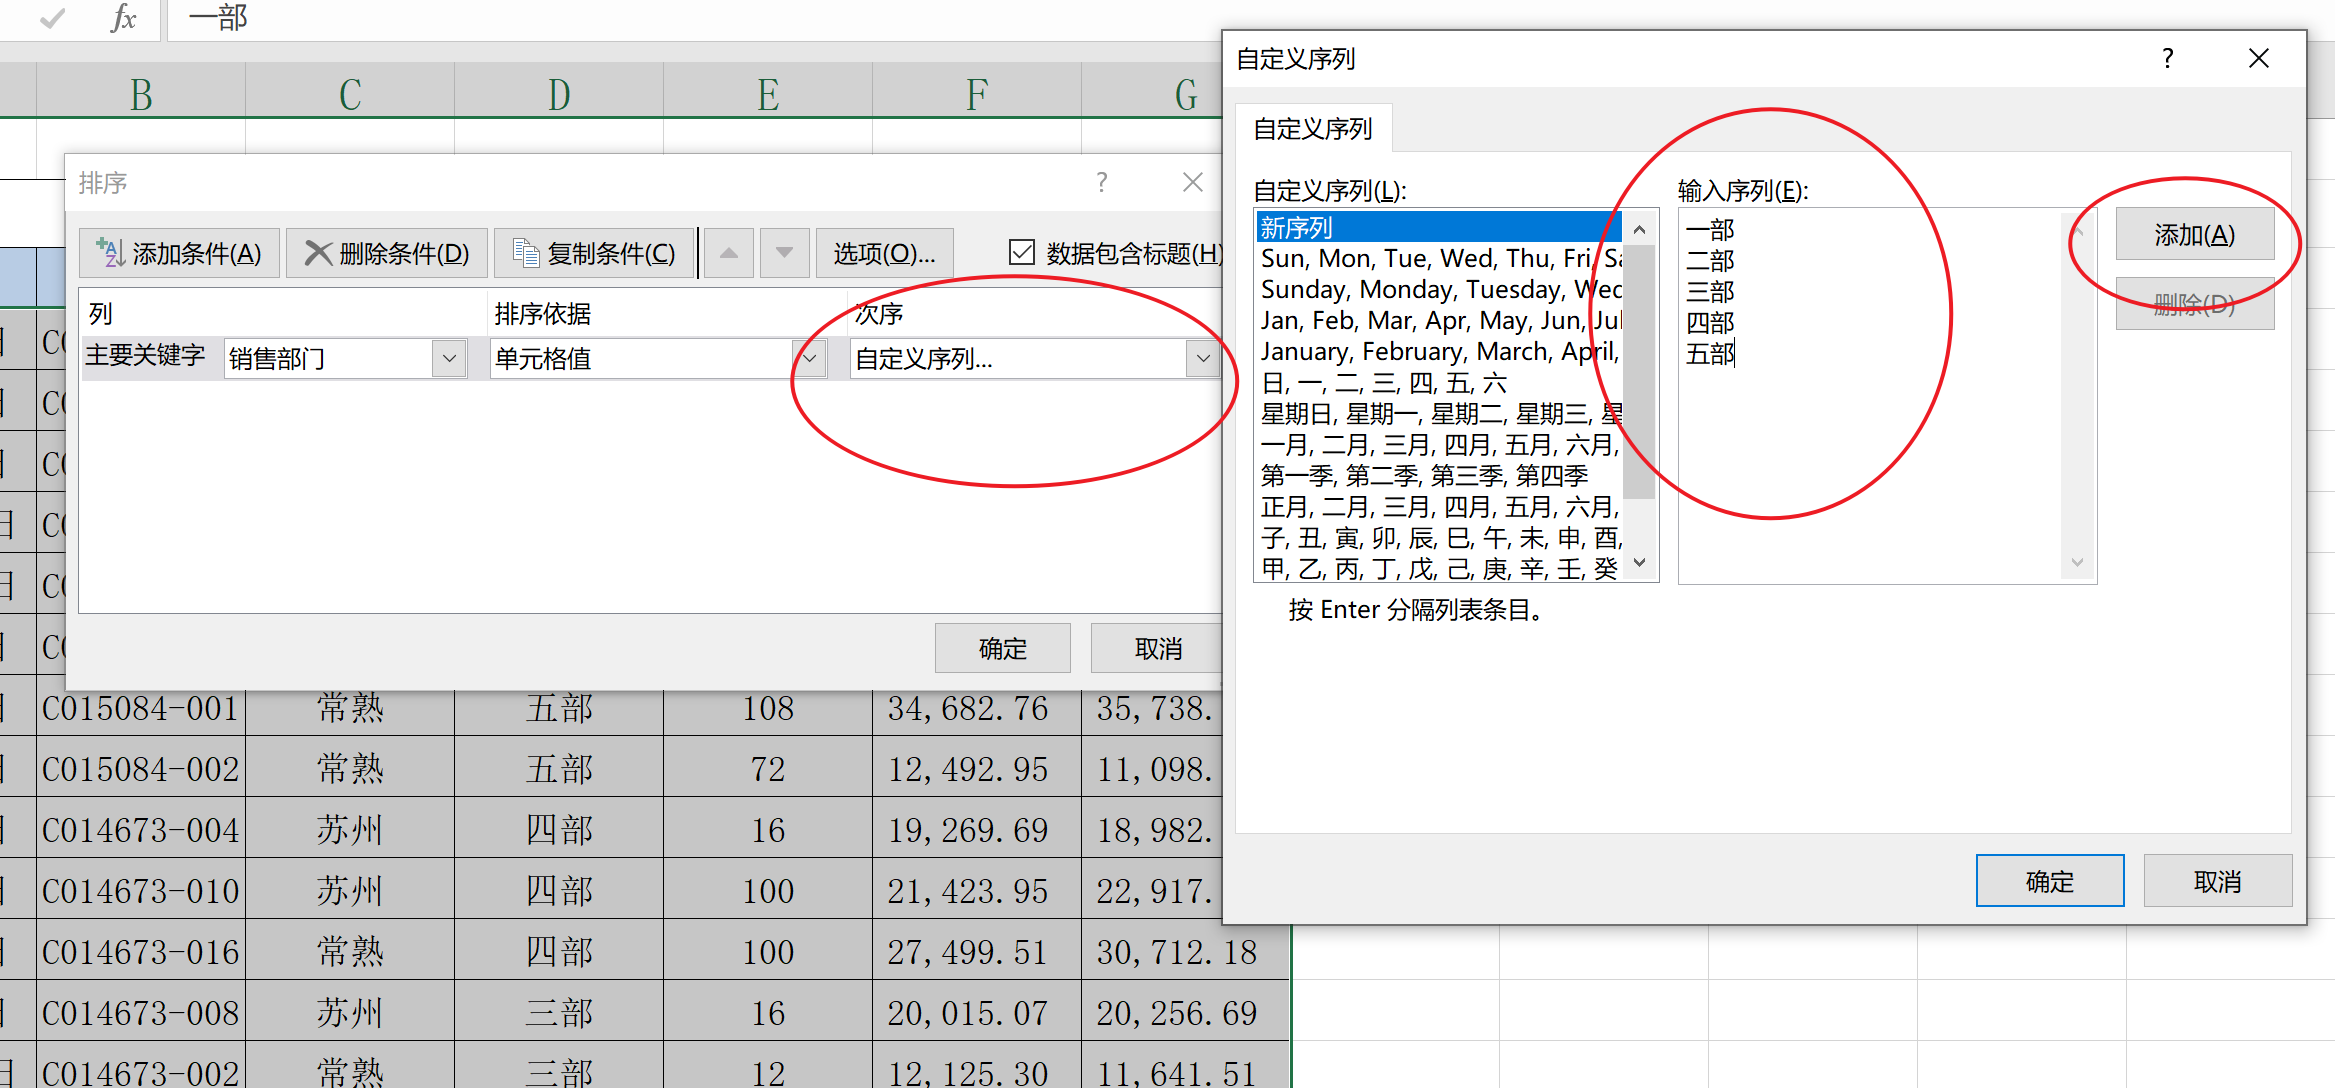 fx 一部
B C D E F G
排序 ?
添加条件(A) 删除条件(D) 复制条件(C) 选项(O)... 数据包含标题(H)
列 排序依据 次序
主要关键字 销售部门 单元格值 自定义序列...
确定 取消
自定义序列 ?
自定义序列
自定义序列(L):
新序列
Sun, Mon, Tue, Wed, Thu, Fri, Sa
Sunday, Monday, Tuesday, Wed
Jan, Feb, Mar, Apr, May, Jun, Jul
January, February, March, April,
日, 一, 二, 三, 四, 五, 六
星期日, 星期一, 星期二, 星期三, 星
一月, 二月, 三月, 四月, 五月, 六月,
第一季, 第二季, 第三季, 第四季
正月, 二月, 三月, 四月, 五月, 六月,
子, 丑, 寅, 卯, 辰, 巳, 午, 未, 申, 酉,
甲, 乙, 丙, 丁, 戊, 己, 庚, 辛, 壬, 癸
按 Enter 分隔列表条目。
输入序列(E):
一部
二部
三部
四部
五部
添加(A)
删除(D)
确定 取消
C015084-001 常熟 五部 108 34,682.76 35,738.
C015084-002 常熟 五部 72 12,492.95 11,098.
C014673-004 苏州 四部 16 19,269.69 18,982.
C014673-010 苏州 四部 100 21,423.95 22,917.
C014673-016 常熟 四部 100 27,499.51 30,712.18
C014673-008 苏州 三部 16 20,015.07 20,256.69
C014673-002 常熟 三部 12 12,125.30 11,641.51